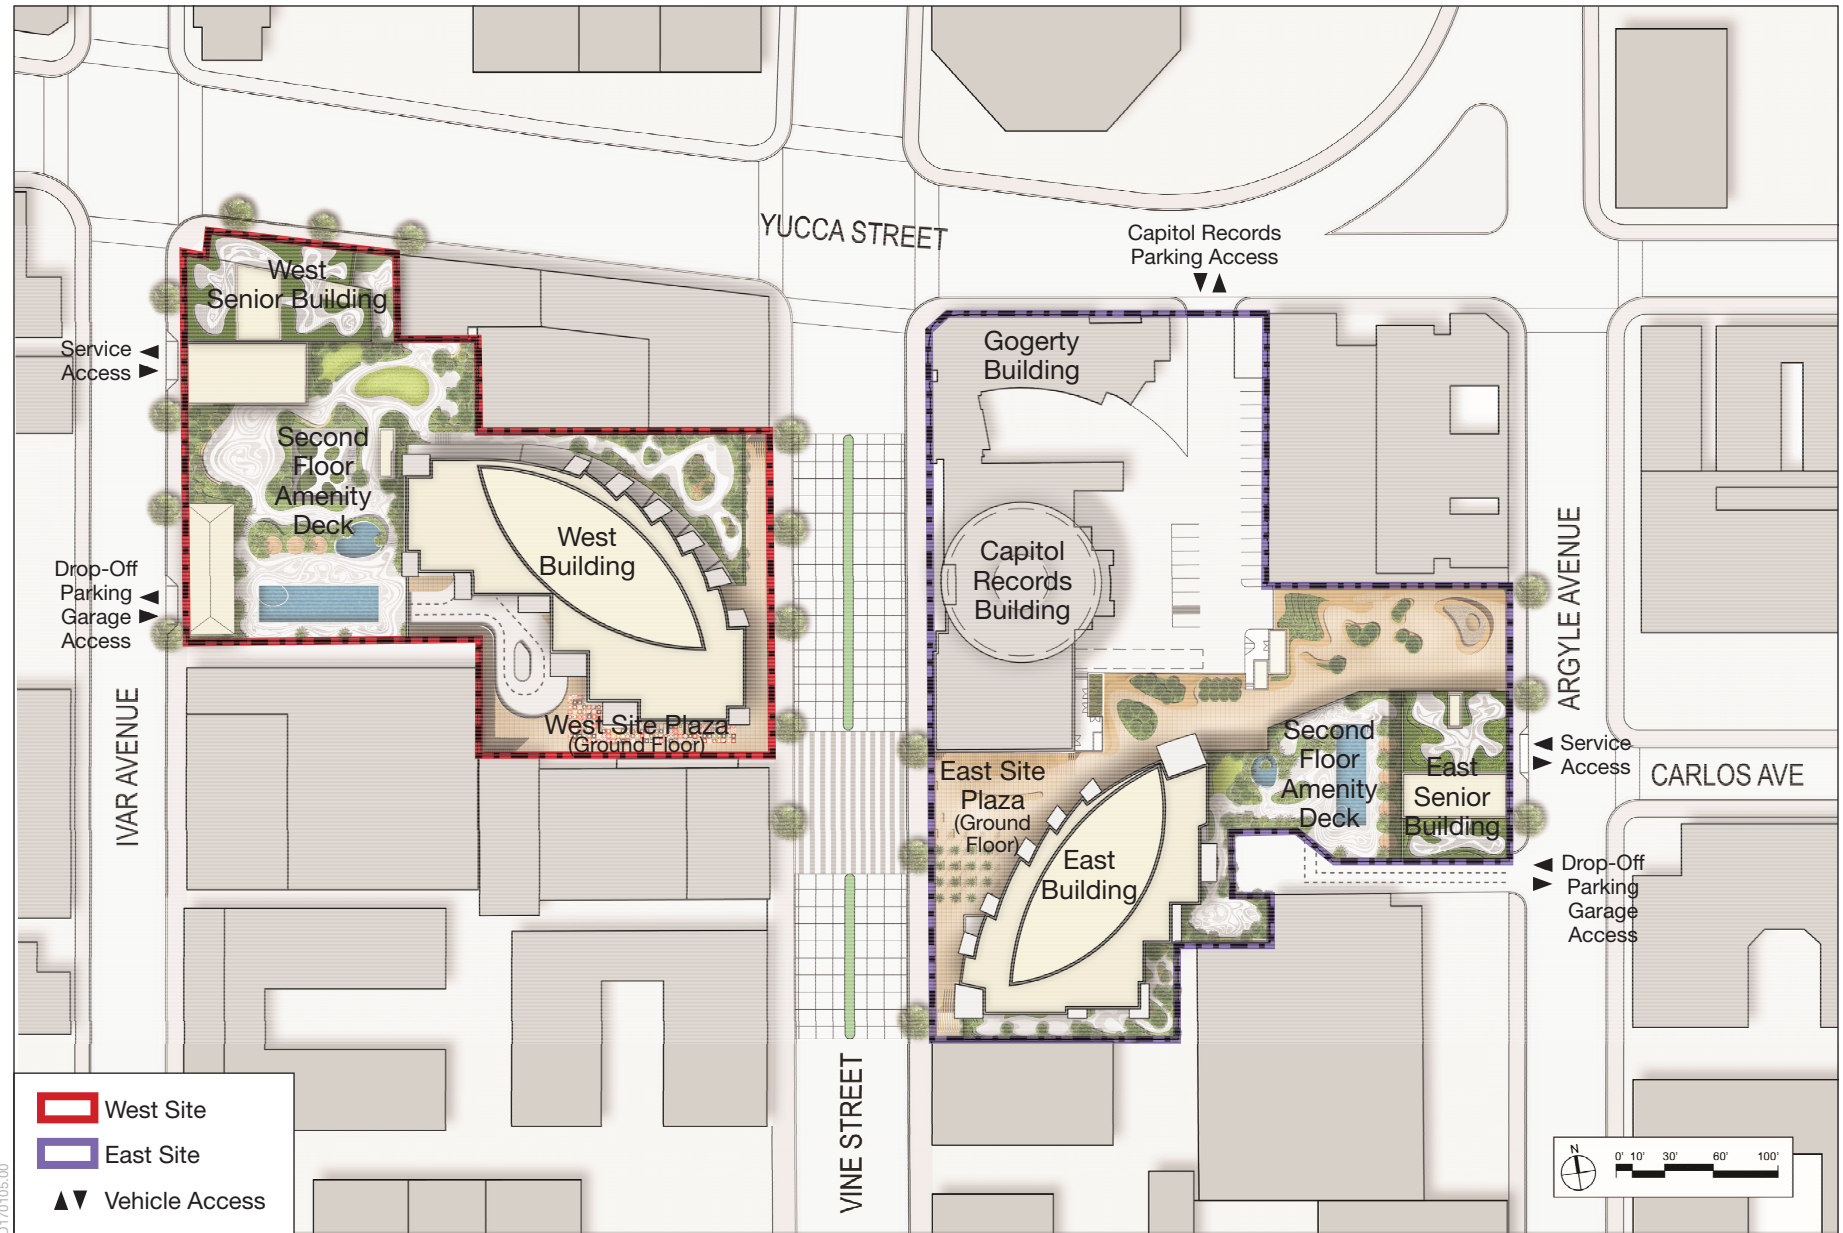 YUCCA STREET
Capitol Records
Parking Access
West
Senior Building
Service
Access
Gogerty
Building
Second
Floor
Amenity
Deck
West
Building
Capitol
Records
Building
Drop-Off
Parking
Garage
Access
ARGYLE AVENUE
IVAR AVENUE
West Site Plaza
(Ground Floor)
East Site
Plaza
(Ground
Floor)
Second
Floor
Amenity
Deck
East
Senior
Building
Service
Access
CARLOS AVE
East
Building
Drop-Off
Parking
Garage
Access
VINE STREET
West Site
East Site
Vehicle Access
N
0' 10' 30' 60' 100'
D170105.00